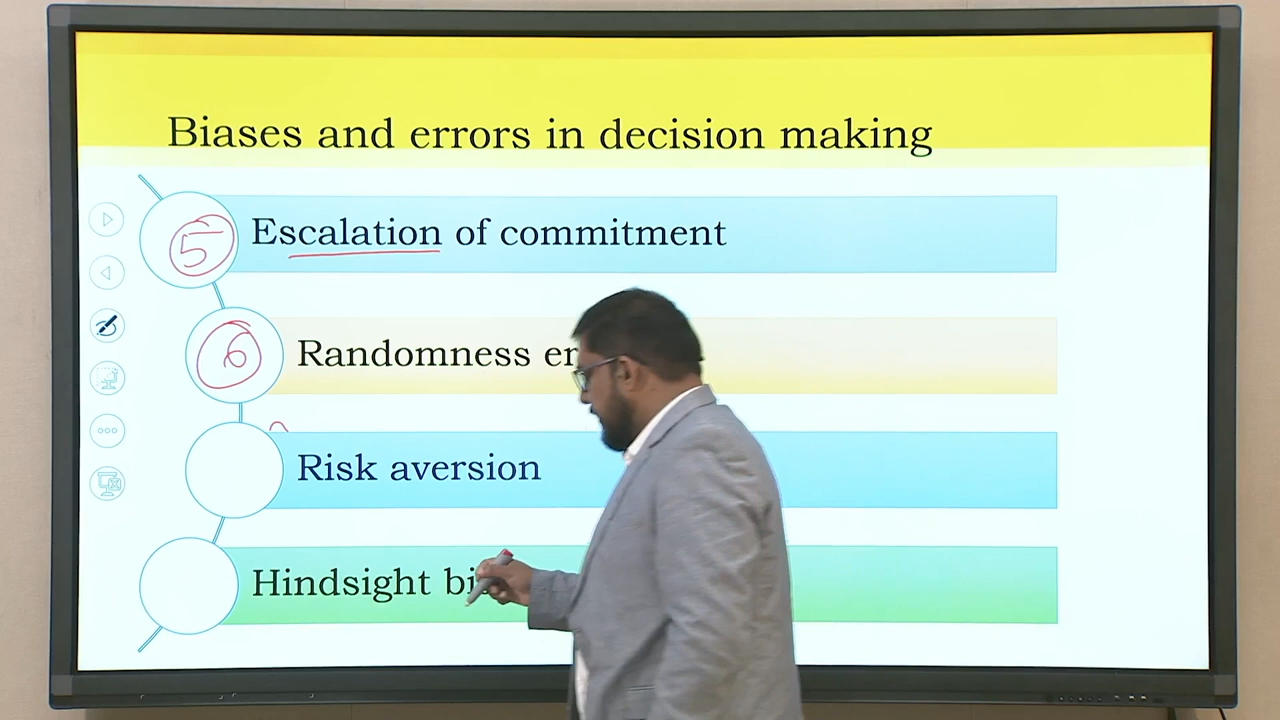 Biases and errors in decision making
5 Escalation of commitment
6 Randomness er
Risk aversion
Hindsight bi